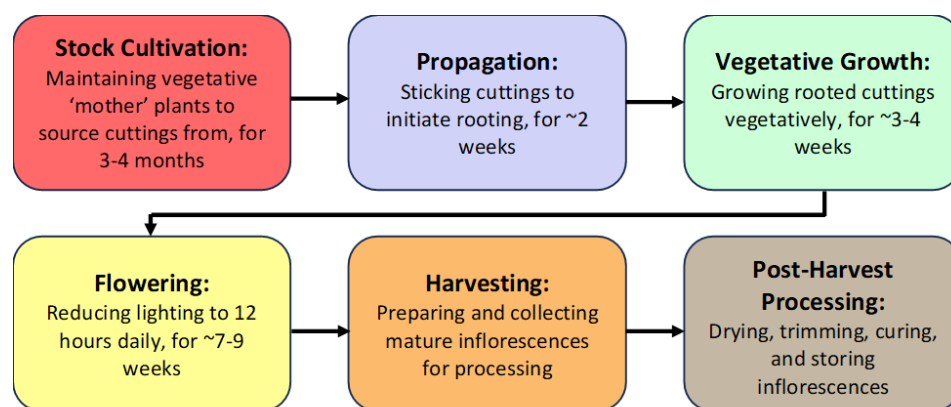 Stock Cultivation:
Maintaining vegetative
‘mother’ plants to
source cuttings from, for
3-4 months
Propagation:
Sticking cuttings to
initiate rooting, for ~2
weeks
Vegetative Growth:
Growing rooted cuttings
vegetatively, for ~3-4
weeks
Flowering:
Reducing lighting to 12
hours daily, for ~7-9
weeks
Harvesting:
Preparing and collecting
mature inflorescences
for processing
Post-Harvest
Processing:
Drying, trimming, curing,
and storing
inflorescences